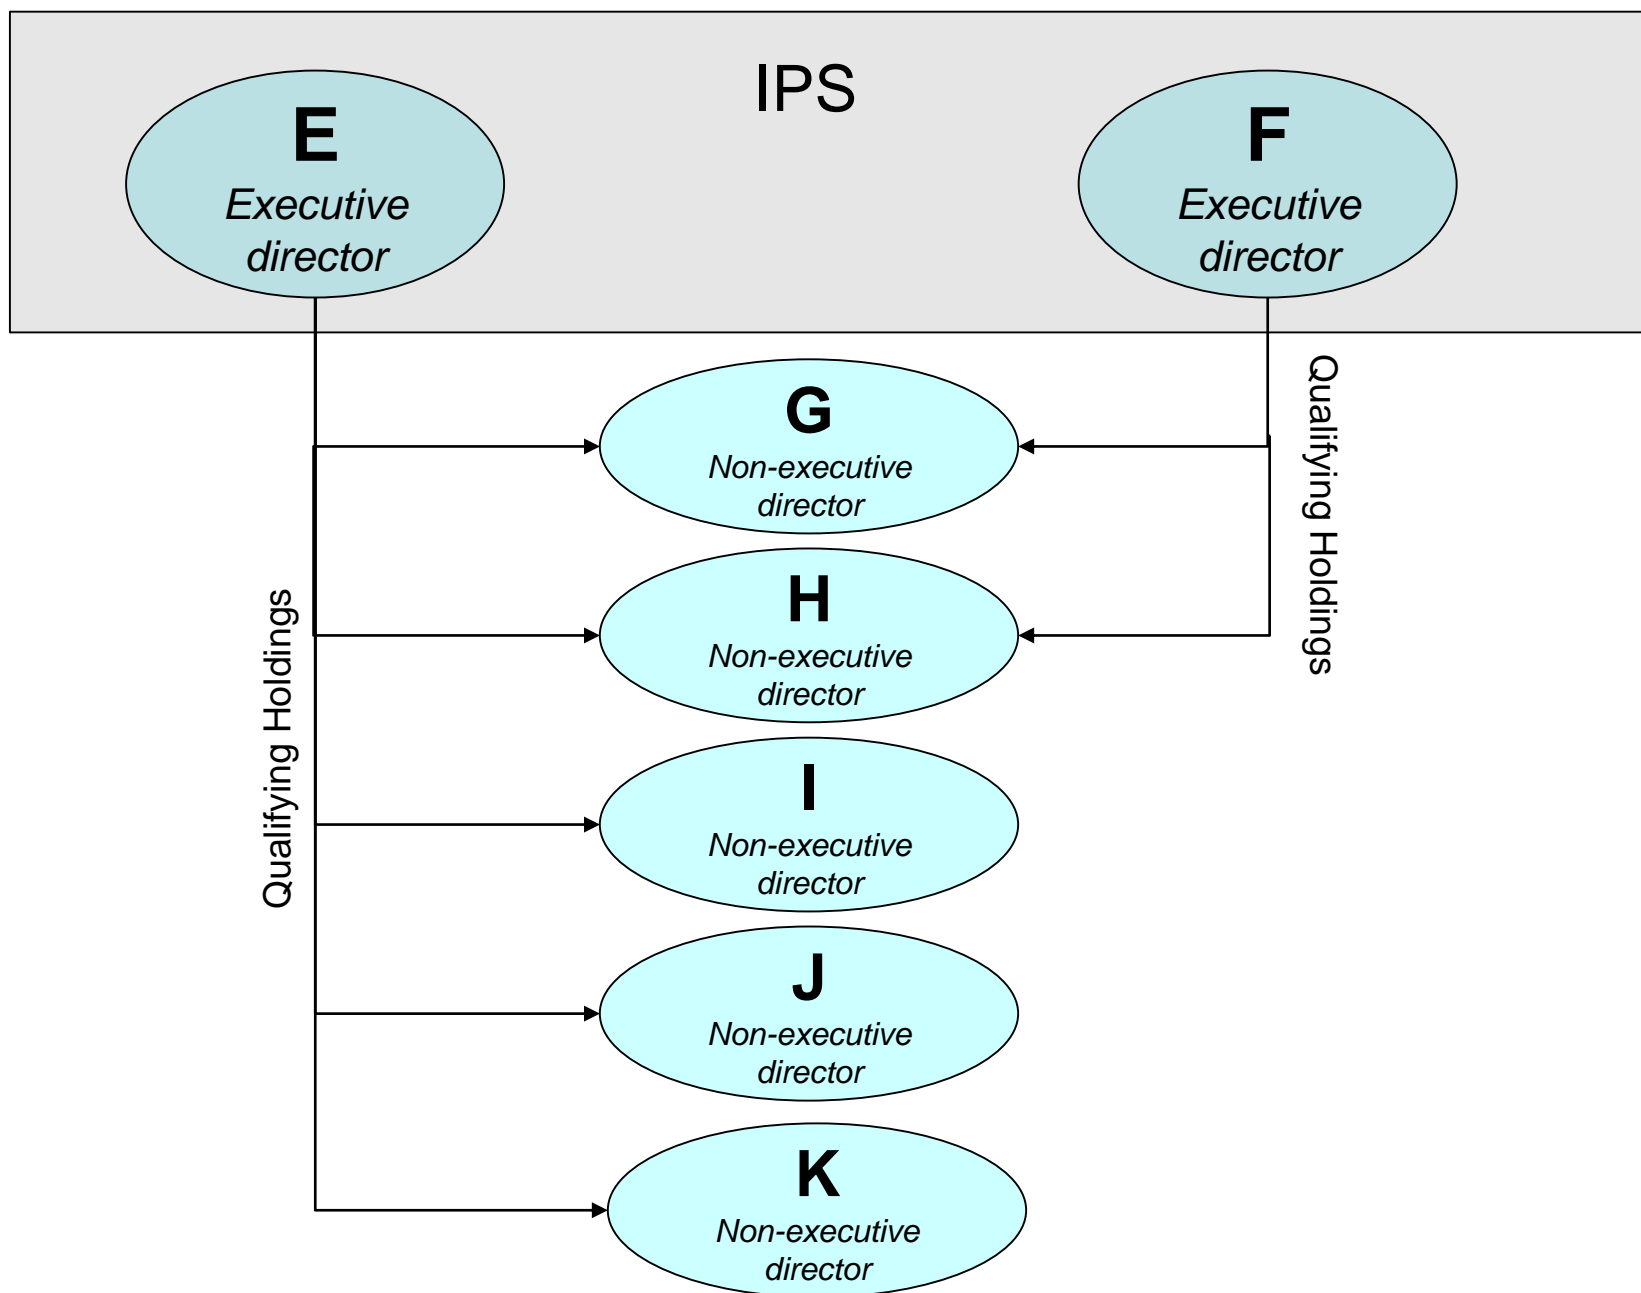 IPS
E
Executive
director
F
Executive
director
Qualifying Holdings
Qualifying Holdings
G
Non-executive
director
H
Non-executive
director
I
Non-executive
director
J
Non-executive
director
K
Non-executive
director